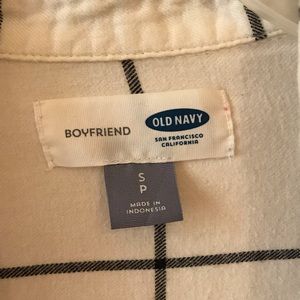 BOYFRIEND
OLD NAVY
SAN FRANCISCO
CALIFORNIA
S
P
MADE IN
INDONESIA